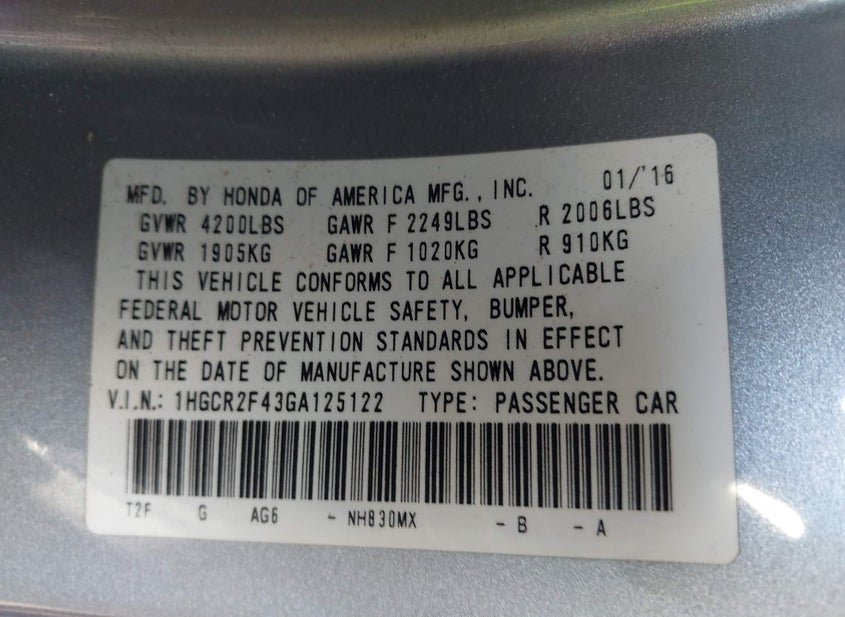 MFD. BY HONDA OF AMERICA MFG., INC. 01/'16
GVWR 4200LBS GAWR F 2249LBS R 2006LBS
GVWR 1905KG GAWR F 1020KG R 910KG
THIS VEHICLE CONFORMS TO ALL APPLICABLE
FEDERAL MOTOR VEHICLE SAFETY, BUMPER,
AND THEFT PREVENTION STANDARDS IN EFFECT
ON THE DATE OF MANUFACTURE SHOWN ABOVE.
V.I.N.: 1HGCR2F43GA125122 TYPE: PASSENGER CAR
T2F G AG6 - NH830MX - B - A